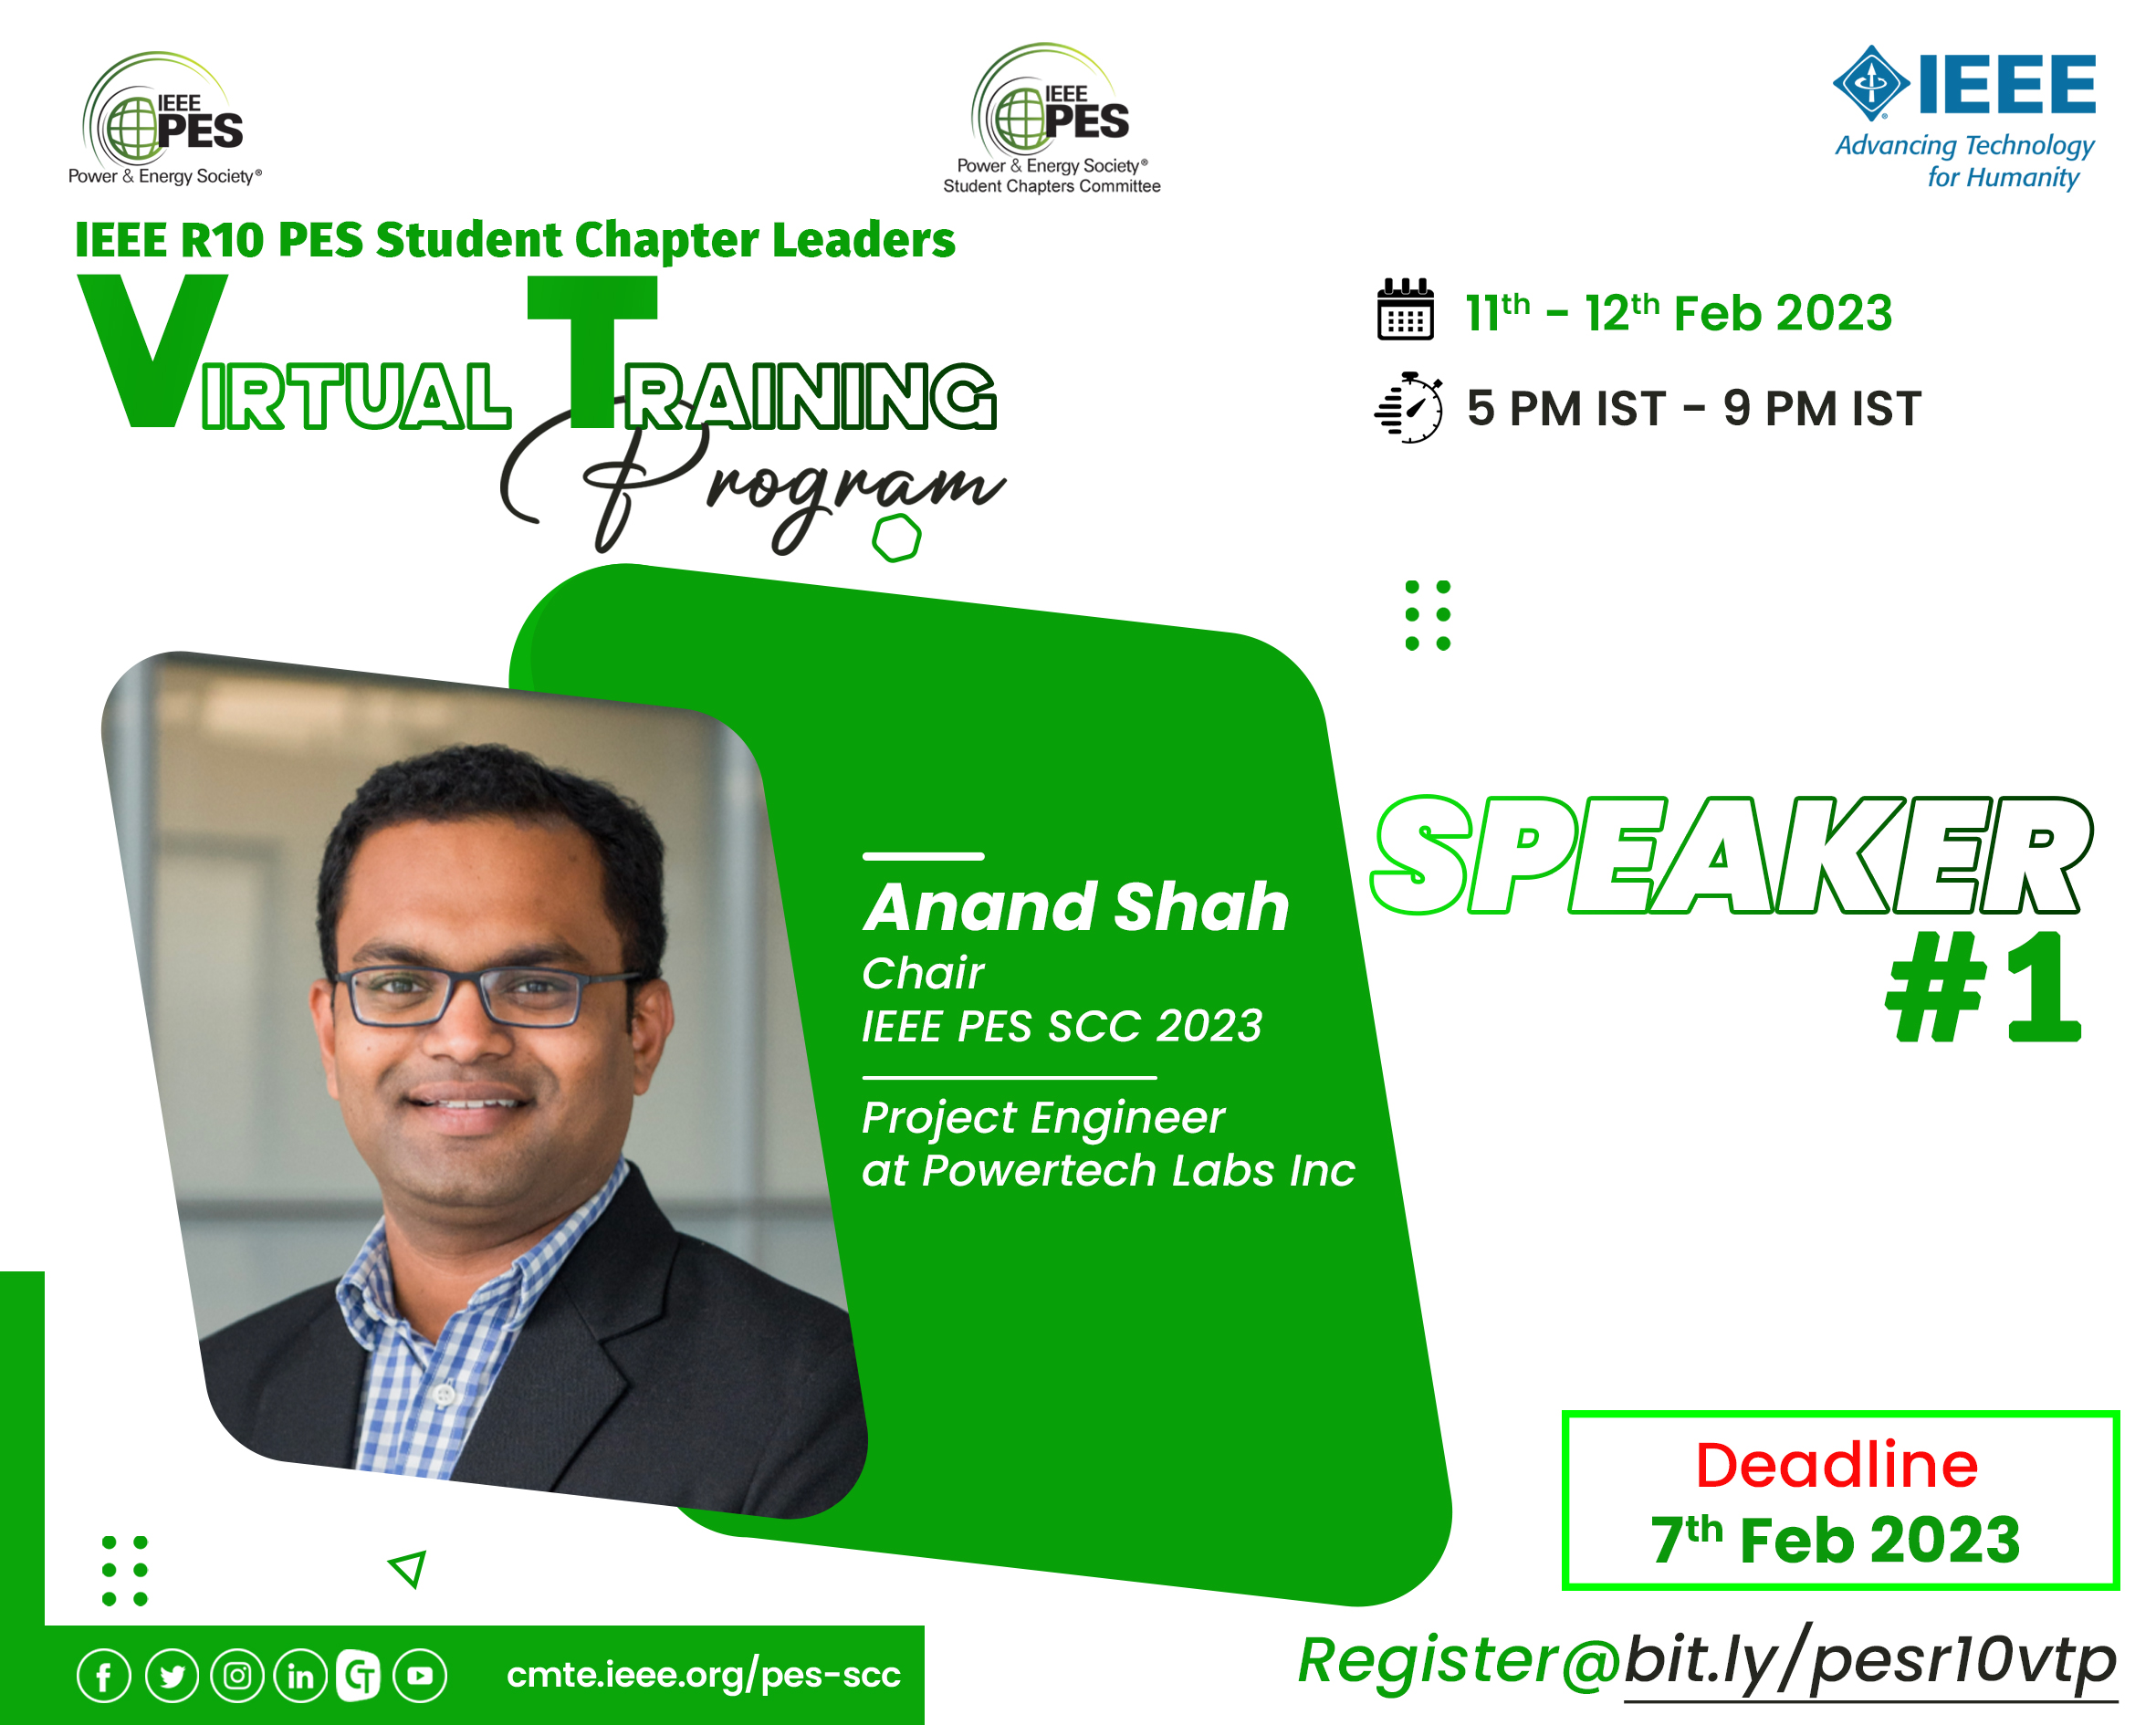 IEEE
PES
Power & Energy Society®
IEEE
PES
Power & Energy Society®
Student Chapters Committee
IEEE
Advancing Technology
for Humanity
IEEE R10 PES Student Chapter Leaders
VIRTUAL TRAINING
Program
11th - 12th Feb 2023
5 PM IST - 9 PM IST
SPEAKER
#1
Anand Shah
Chair
IEEE PES SCC 2023
Project Engineer
at Powertech Labs Inc
Deadline
7th Feb 2023
Register@bit.ly/pesr10vtp
cmte.ieee.org/pes-scc